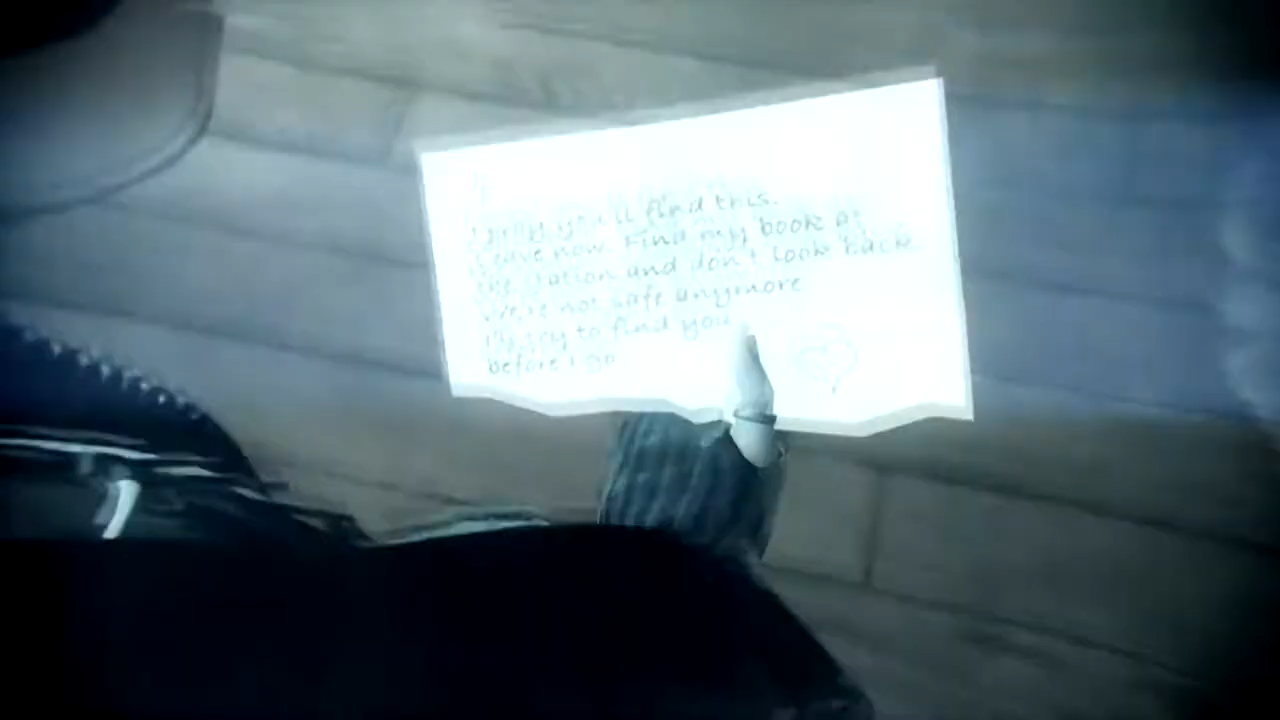 you'll find this.
Leave now. Find my book at
the station and don't look back
We're not safe anymore
I'll try to find you
before I go